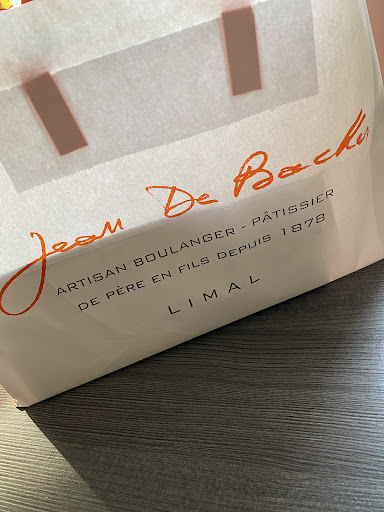 Jean De Backer
ARTISAN BOULANGER - PÂTISSIER
DE PÈRE EN FILS DEPUIS 1878
LIMAL